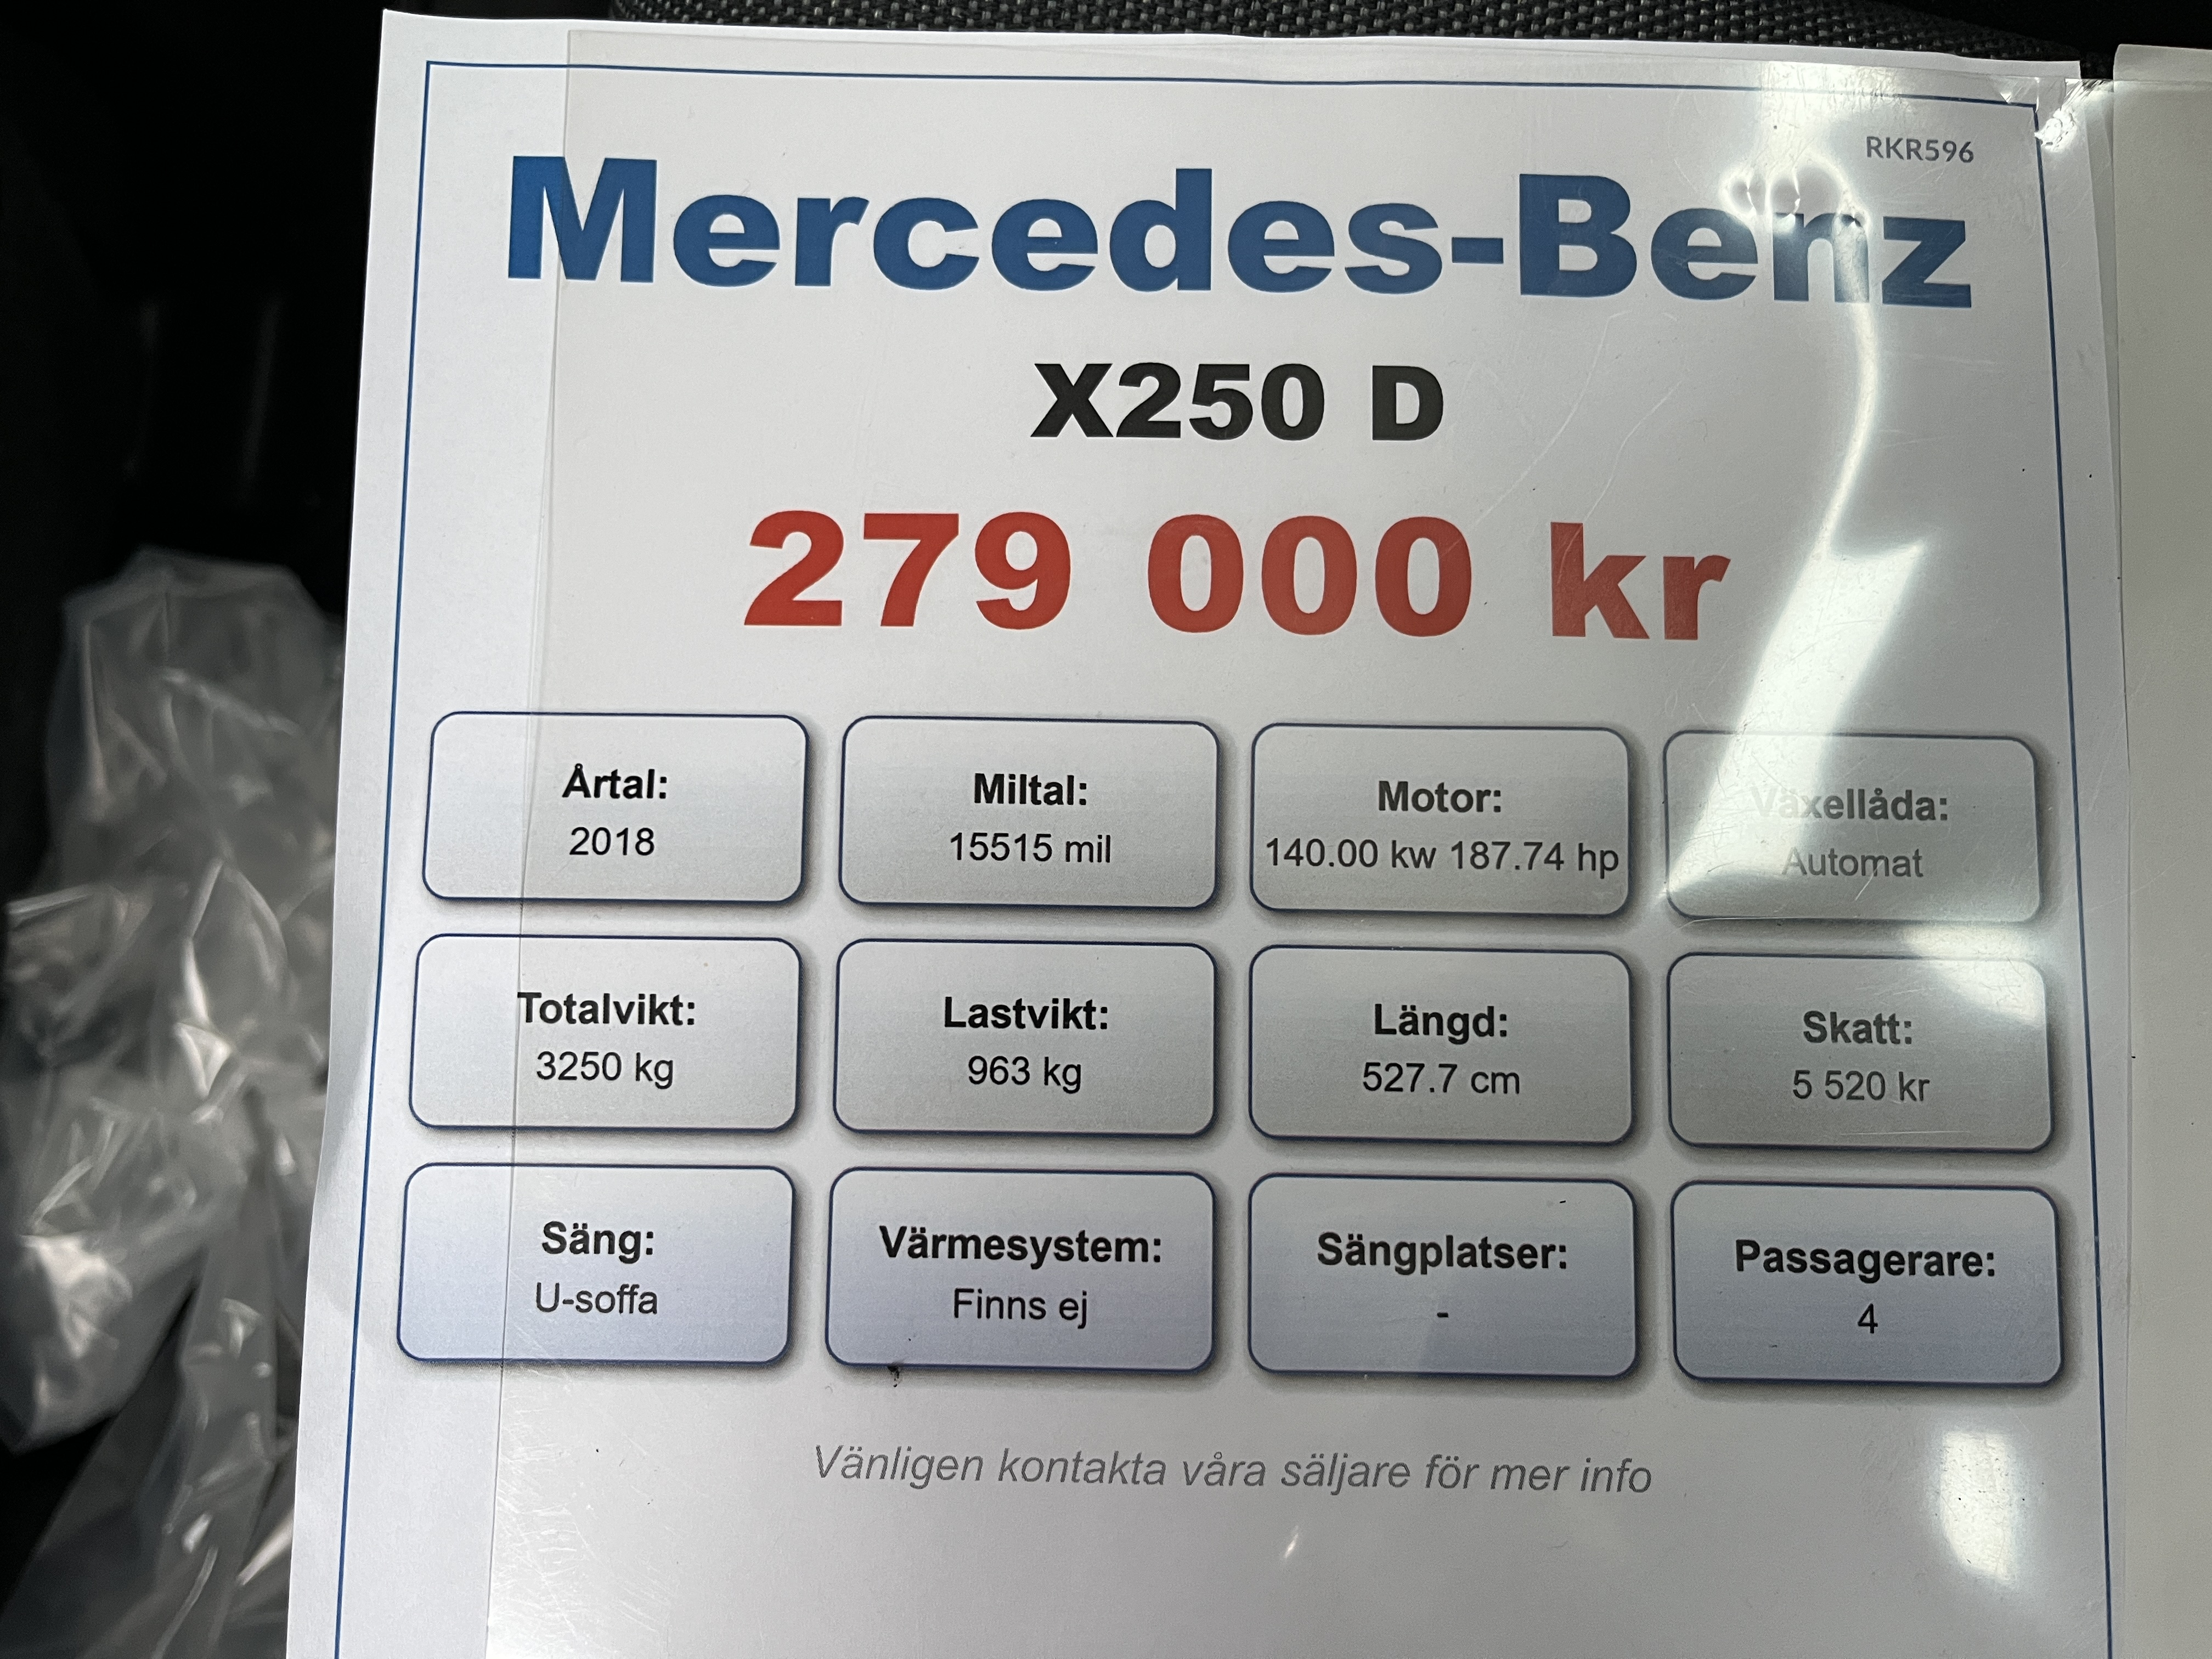 RKR596
Mercedes-Benz
X250 D
279 000 kr
Årtal:
2018
Miltal:
15515 mil
Motor:
140.00 kw 187.74 hp
Växellåda:
Automat
Totalvikt:
3250 kg
Lastvikt:
963 kg
Längd:
527.7 cm
Skatt:
5 520 kr
Säng:
U-soffa
Värmesystem:
Finns ej
Sängplatser:
-
Passagerare:
4
Vänligen kontakta våra säljare för mer info